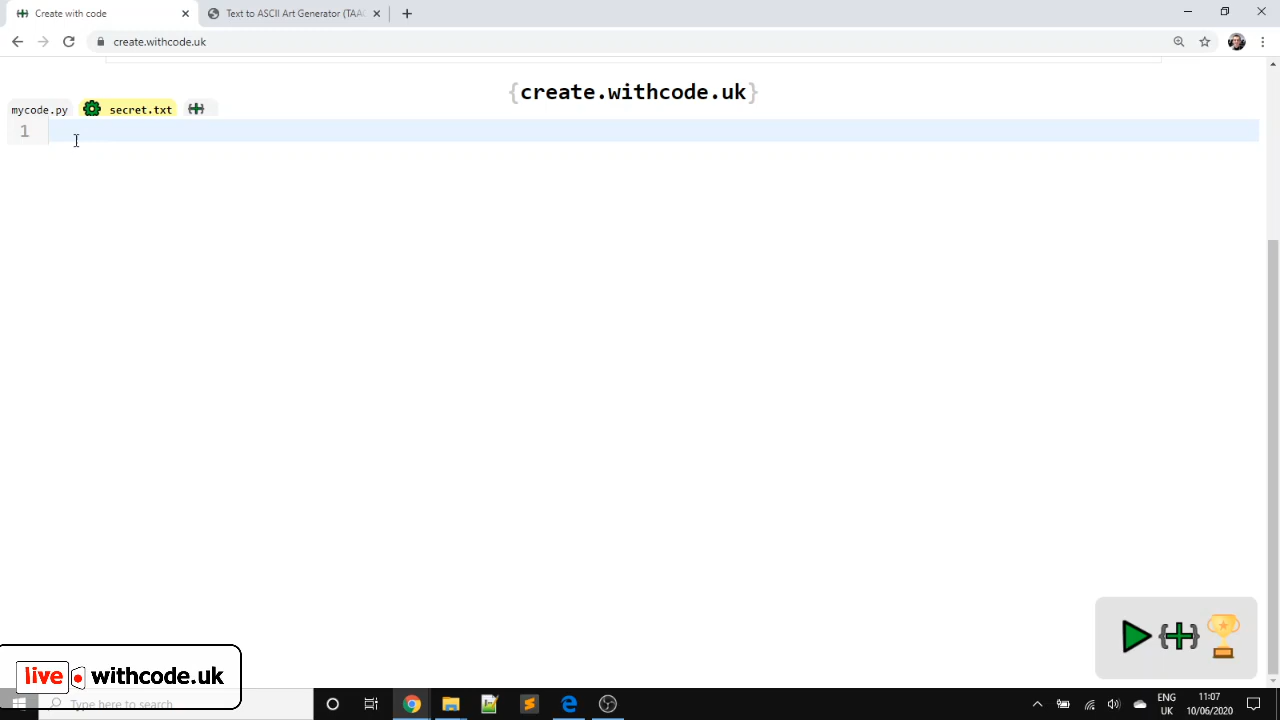 Create with code
Text to ASCII Art Generator (TAAG
create.withcode.uk
{create.withcode.uk}
mycode.py
secret.txt
{+}
1
{+}
live withcode.uk
Type here to search
ENG
UK
11:07
10/06/2020